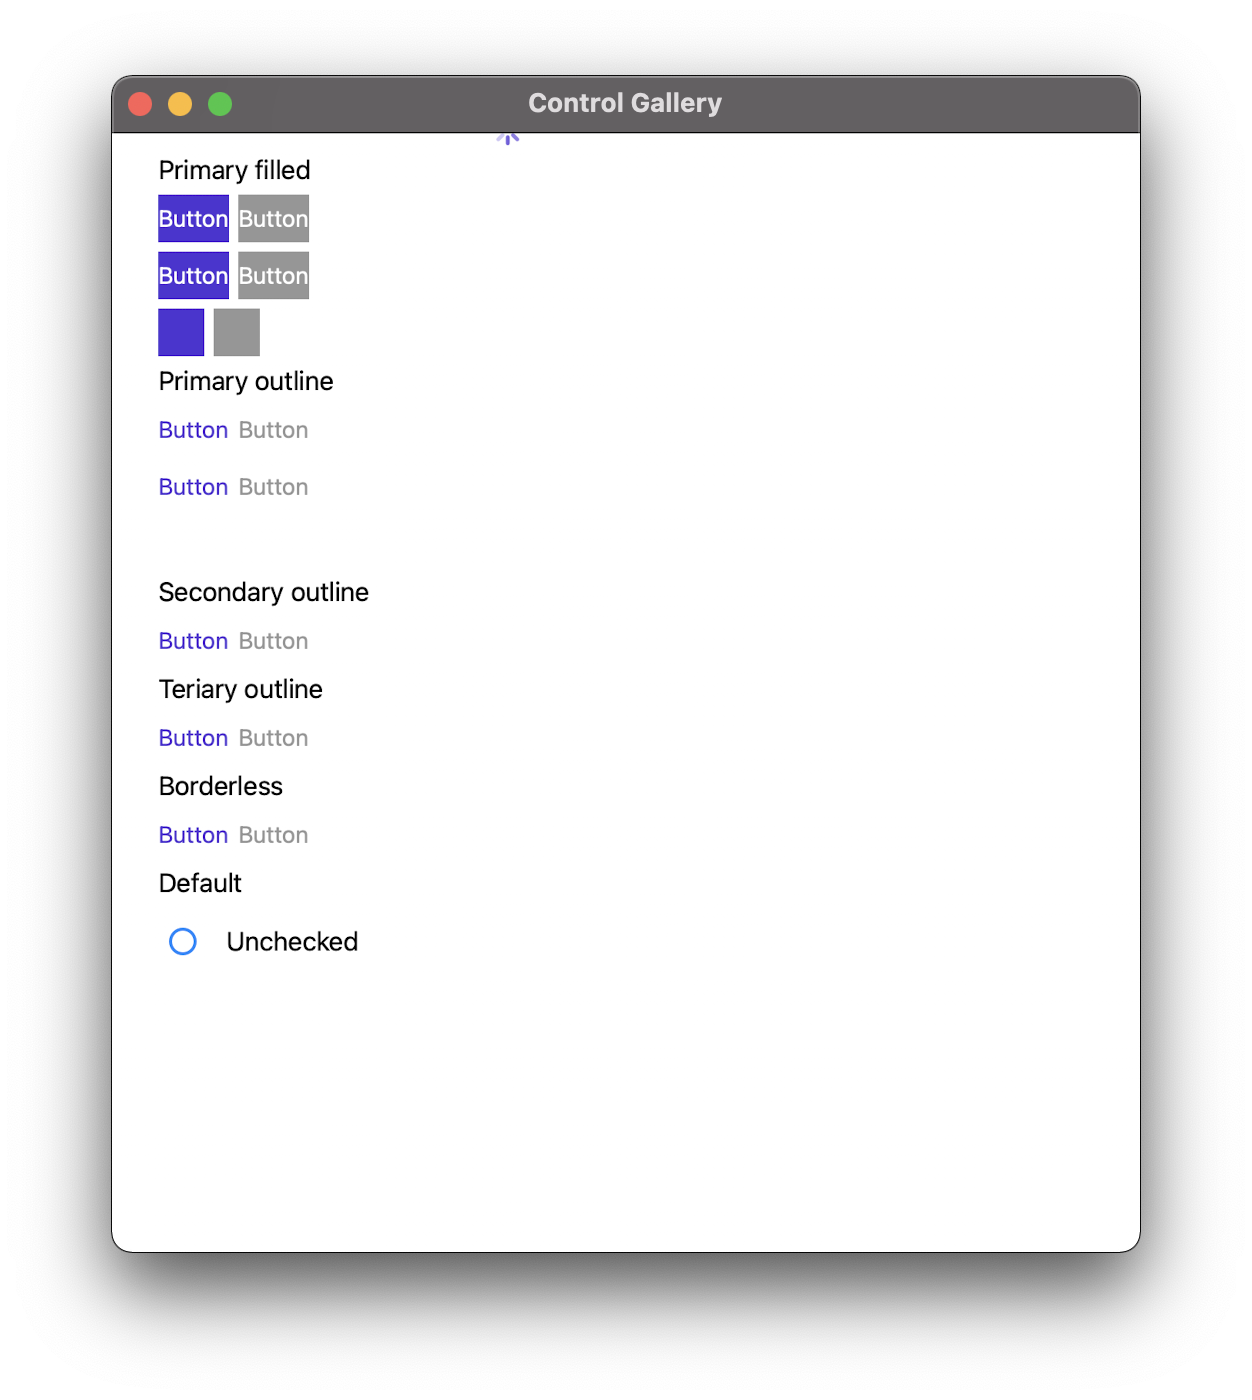 Control Gallery
Primary filled
Button Button
Button Button
Primary outline
Button Button
Button Button
Secondary outline
Button Button
Teriary outline
Button Button
Borderless
Button Button
Default
Unchecked